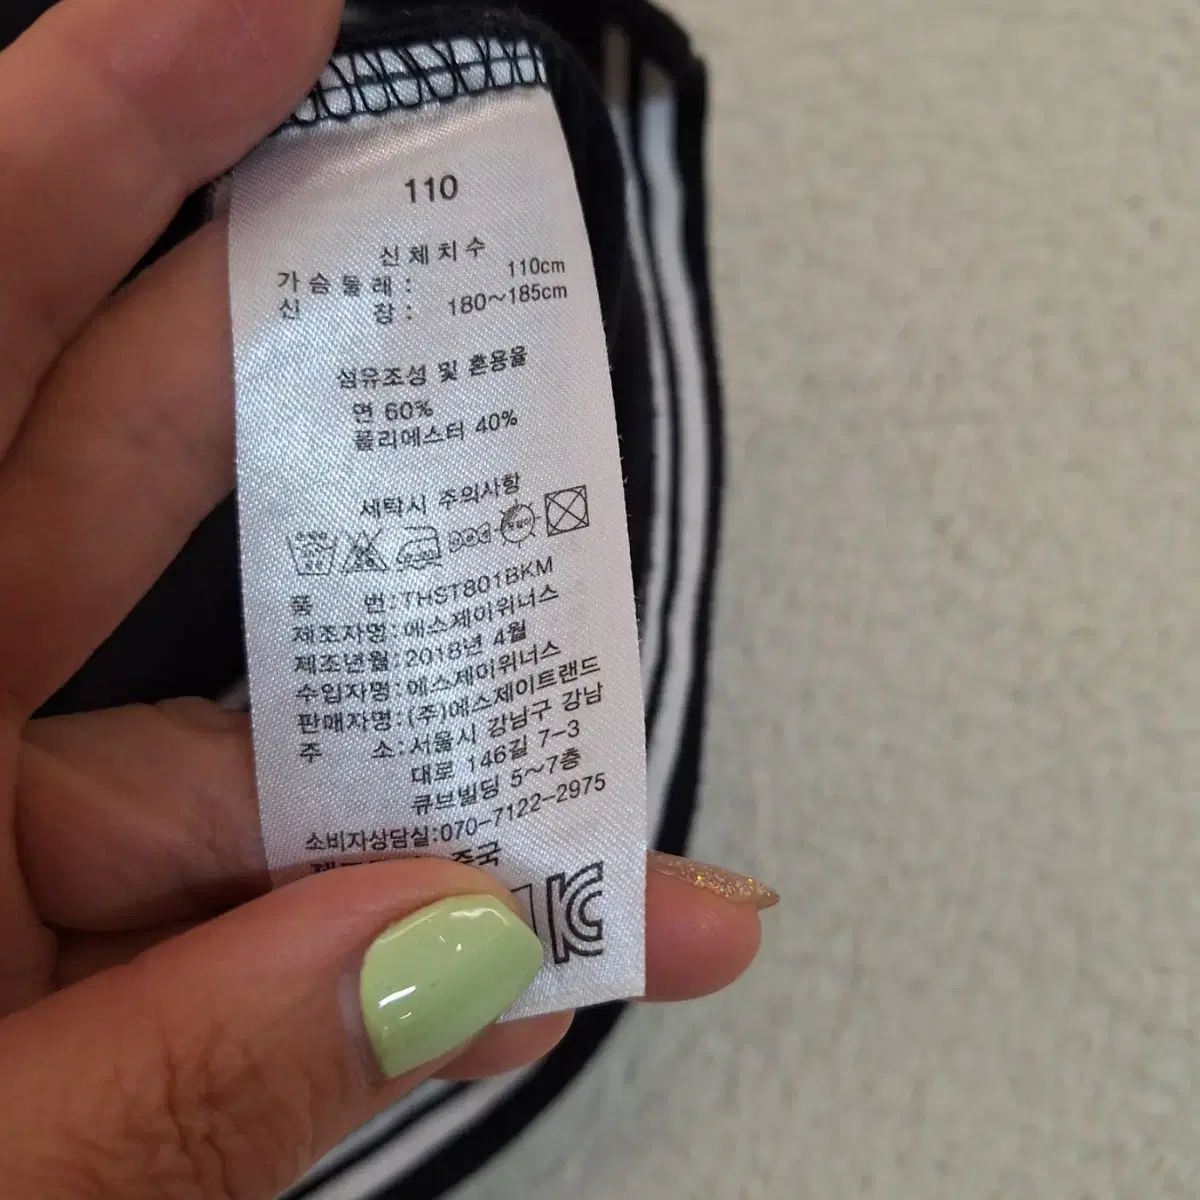 110
신체치수
가슴둘레: 110cm
신 장: 180~185cm
섬유조성 및 혼용율
면 60%
폴리에스터 40%
세탁시 주의사항
품 번:THST801BKM
제조자명:에스제이위너스
제조년월:2018년 4월
수입자명:에스제이위너스
판매자명:(주)에스제이트랜드
주 소:서울시 강남구 강남
대로 146길 7-3
큐브빌딩 5~7층
소비자상담실:070-7122-2975
중국
KC